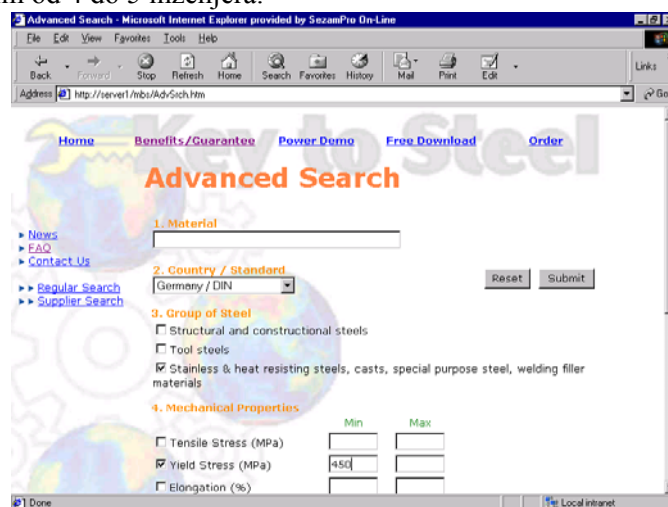 od 4 do 5 inženjera.
Advanced Search - Microsoft Internet Explorer provided by SezamPro On-Line
File Edit View Favorites Tools Help
Back Forward Stop Refresh Home Search Favorites History Mail Print Edit Links
Address http://server1/mbs/AdvSrch.htm Go
Key to Steel
Home Benefits/Guarantee Power Demo Free Download Order
Advanced Search
1. Material
News
FAQ
Contact Us
2. Country / Standard
Germany / DIN
Reset Submit
Regular Search
Supplier Search
3. Group of Steel
Structural and constructional steels
Tool steels
Stainless & heat resisting steels, casts, special purpose steel, welding filler
materials
4. Mechanical Properties
Min Max
Tensile Stress (MPa)
Yield Stress (MPa) 450
Elongation (%)
Done Local intranet